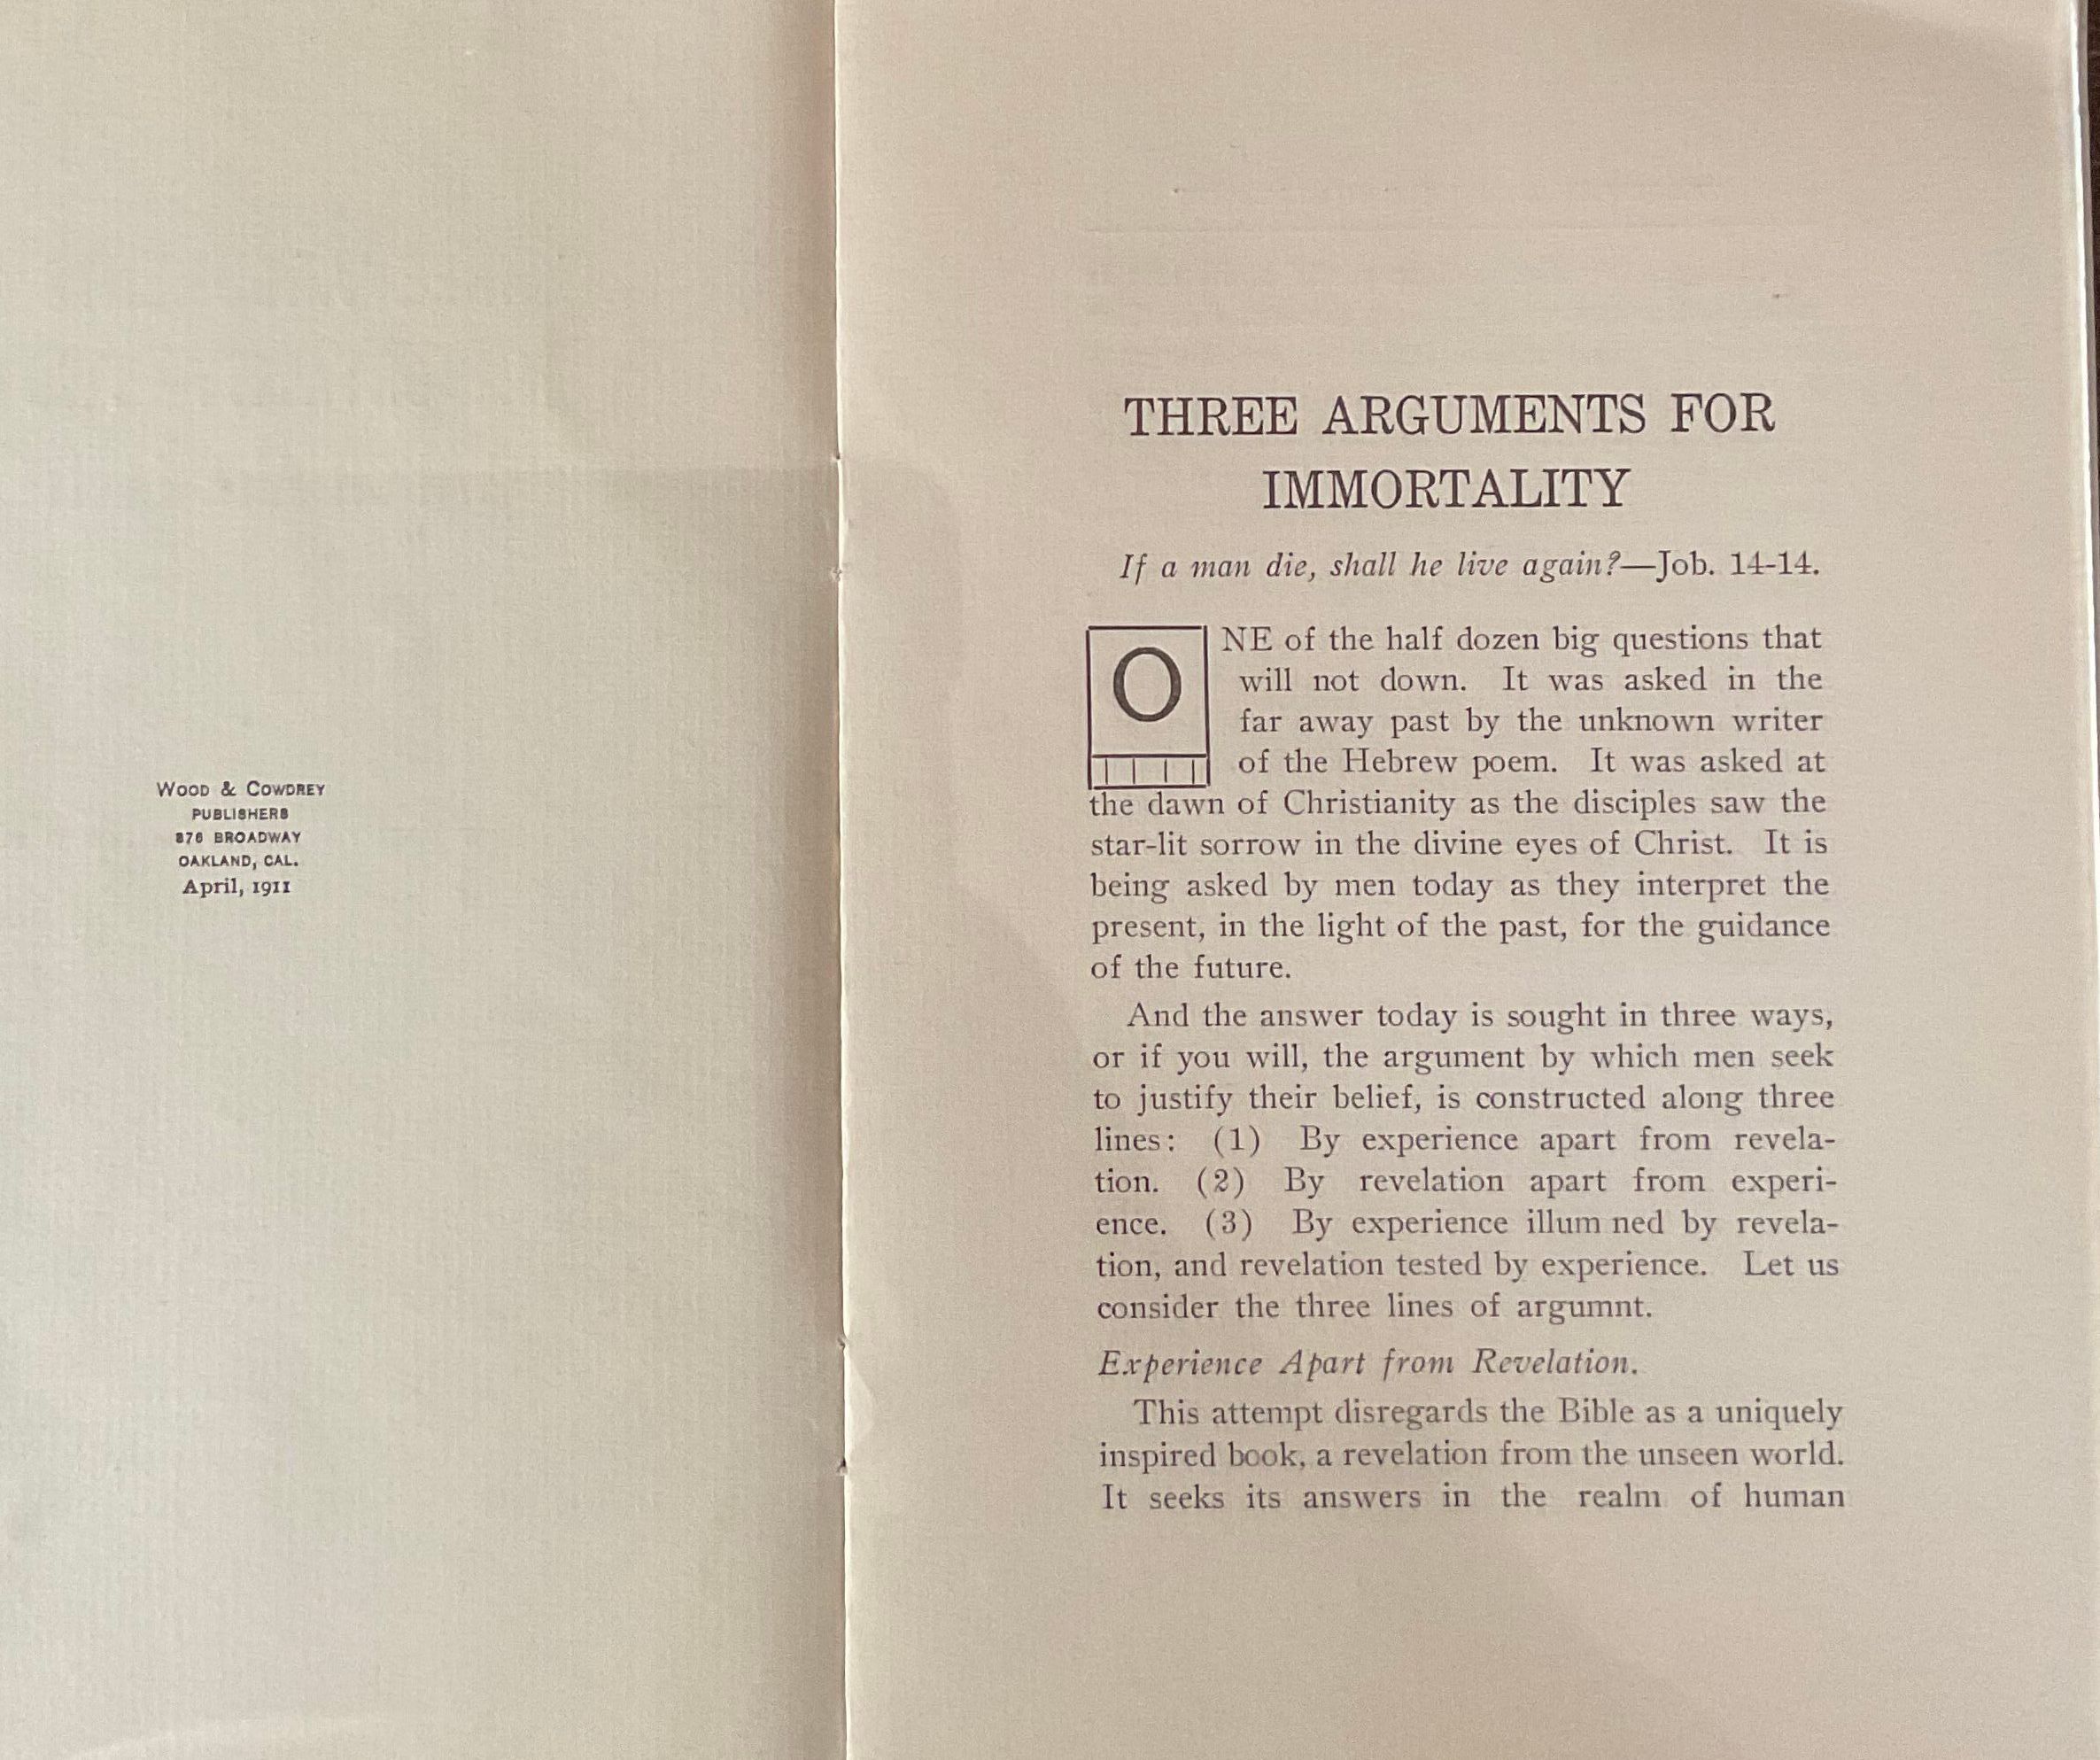 WOOD & COWDREY
PUBLISHERS
876 BROADWAY
OAKLAND, CAL.
April, 1911
THREE ARGUMENTS FOR
IMMORTALITY
If a man die, shall he live again?—Job. 14-14.
ONE of the half dozen big questions that
will not down. It was asked in the
far away past by the unknown writer
of the Hebrew poem. It was asked at
the dawn of Christianity as the disciples saw the
star-lit sorrow in the divine eyes of Christ. It is
being asked by men today as they interpret the
present, in the light of the past, for the guidance
of the future.
And the answer today is sought in three ways,
or if you will, the argument by which men seek
to justify their belief, is constructed along three
lines: (1) By experience apart from revela-
tion. (2) By revelation apart from experi-
ence. (3) By experience illum ned by revela-
tion, and revelation tested by experience. Let us
consider the three lines of argumnt.
Experience Apart from Revelation.
This attempt disregards the Bible as a uniquely
inspired book, a revelation from the unseen world.
It seeks its answers in the realm of human